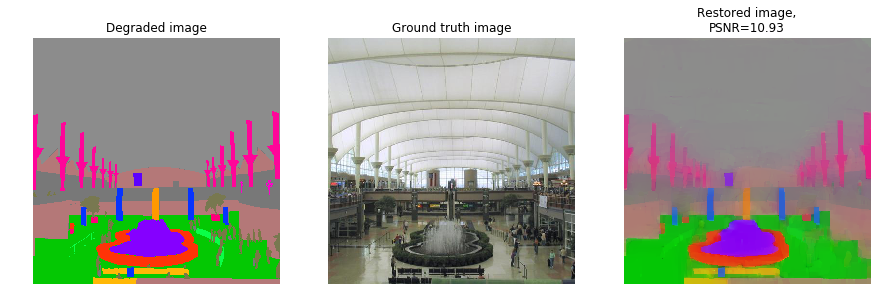 Degraded image
Ground truth image
Restored image,
PSNR=10.93